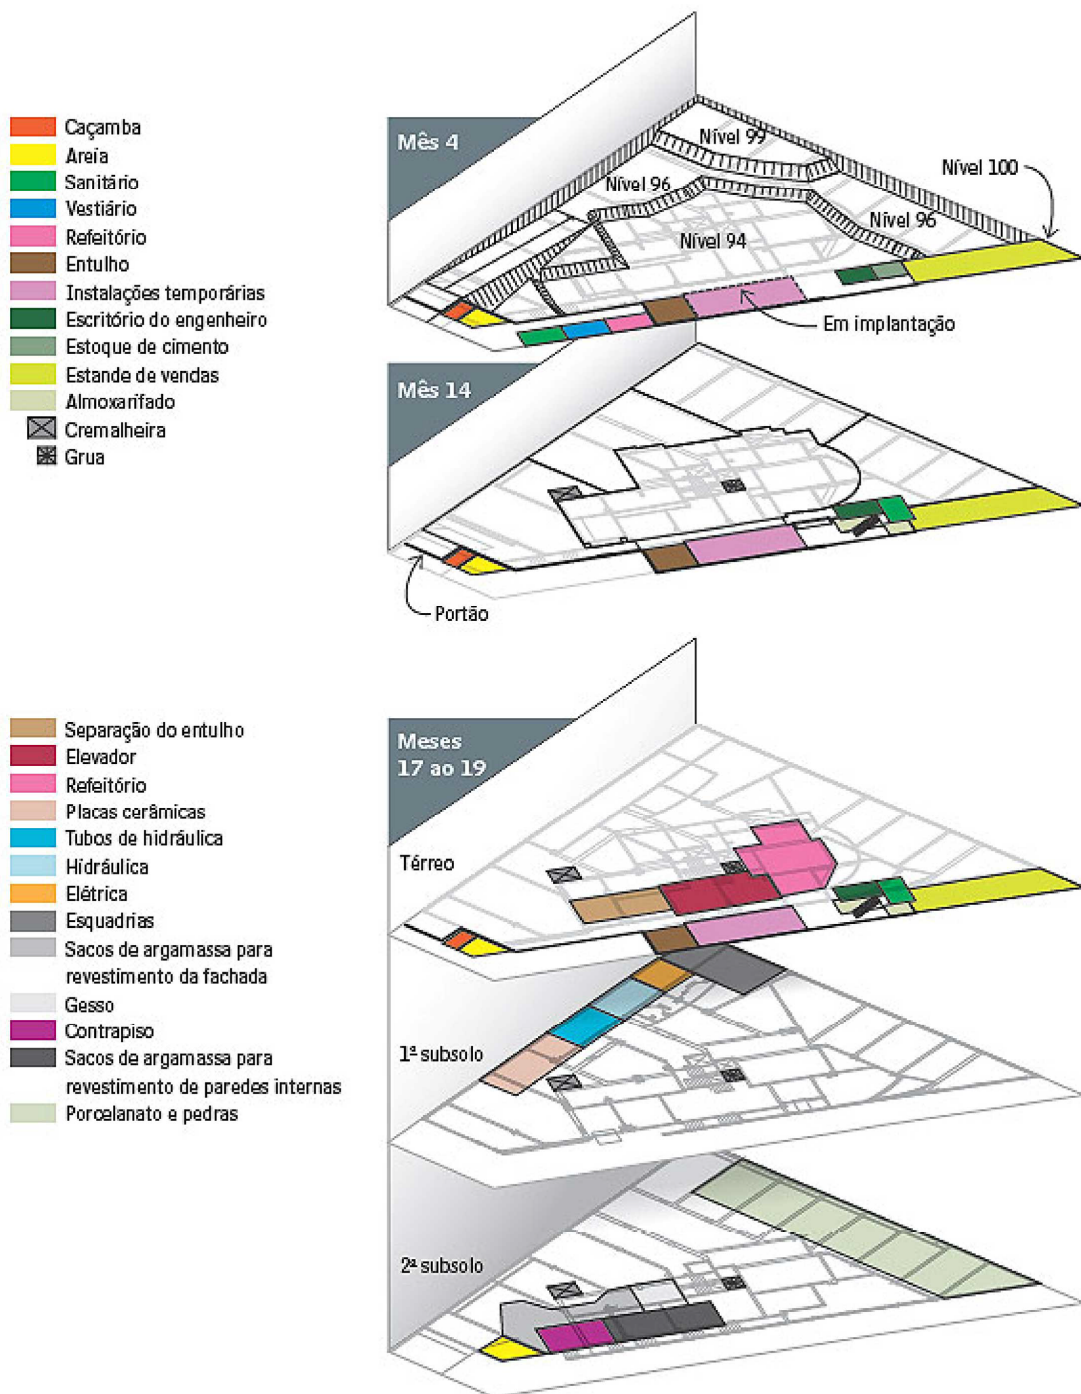 Caçamba
Areia
Sanitário
Vestiário
Refeitório
Entulho
Instalações temporárias
Escritório do engenheiro
Estoque de cimento
Estande de vendas
Almoxarifado
Cremalheira
Grua
Mês 4
Nível 99
Nível 100
Nível 96
Nível 96
Nível 94
Em implantação
Mês 14
Portão
Separação do entulho
Elevador
Refeitório
Placas cerâmicas
Tubos de hidráulica
Hidráulica
Elétrica
Esquadrias
Sacos de argamassa para
revestimento da fachada
Gesso
Contrapiso
Sacos de argamassa para
revestimento de paredes internas
Porcelanato e pedras
Meses
17 ao 19
Térreo
1º subsolo
2º subsolo